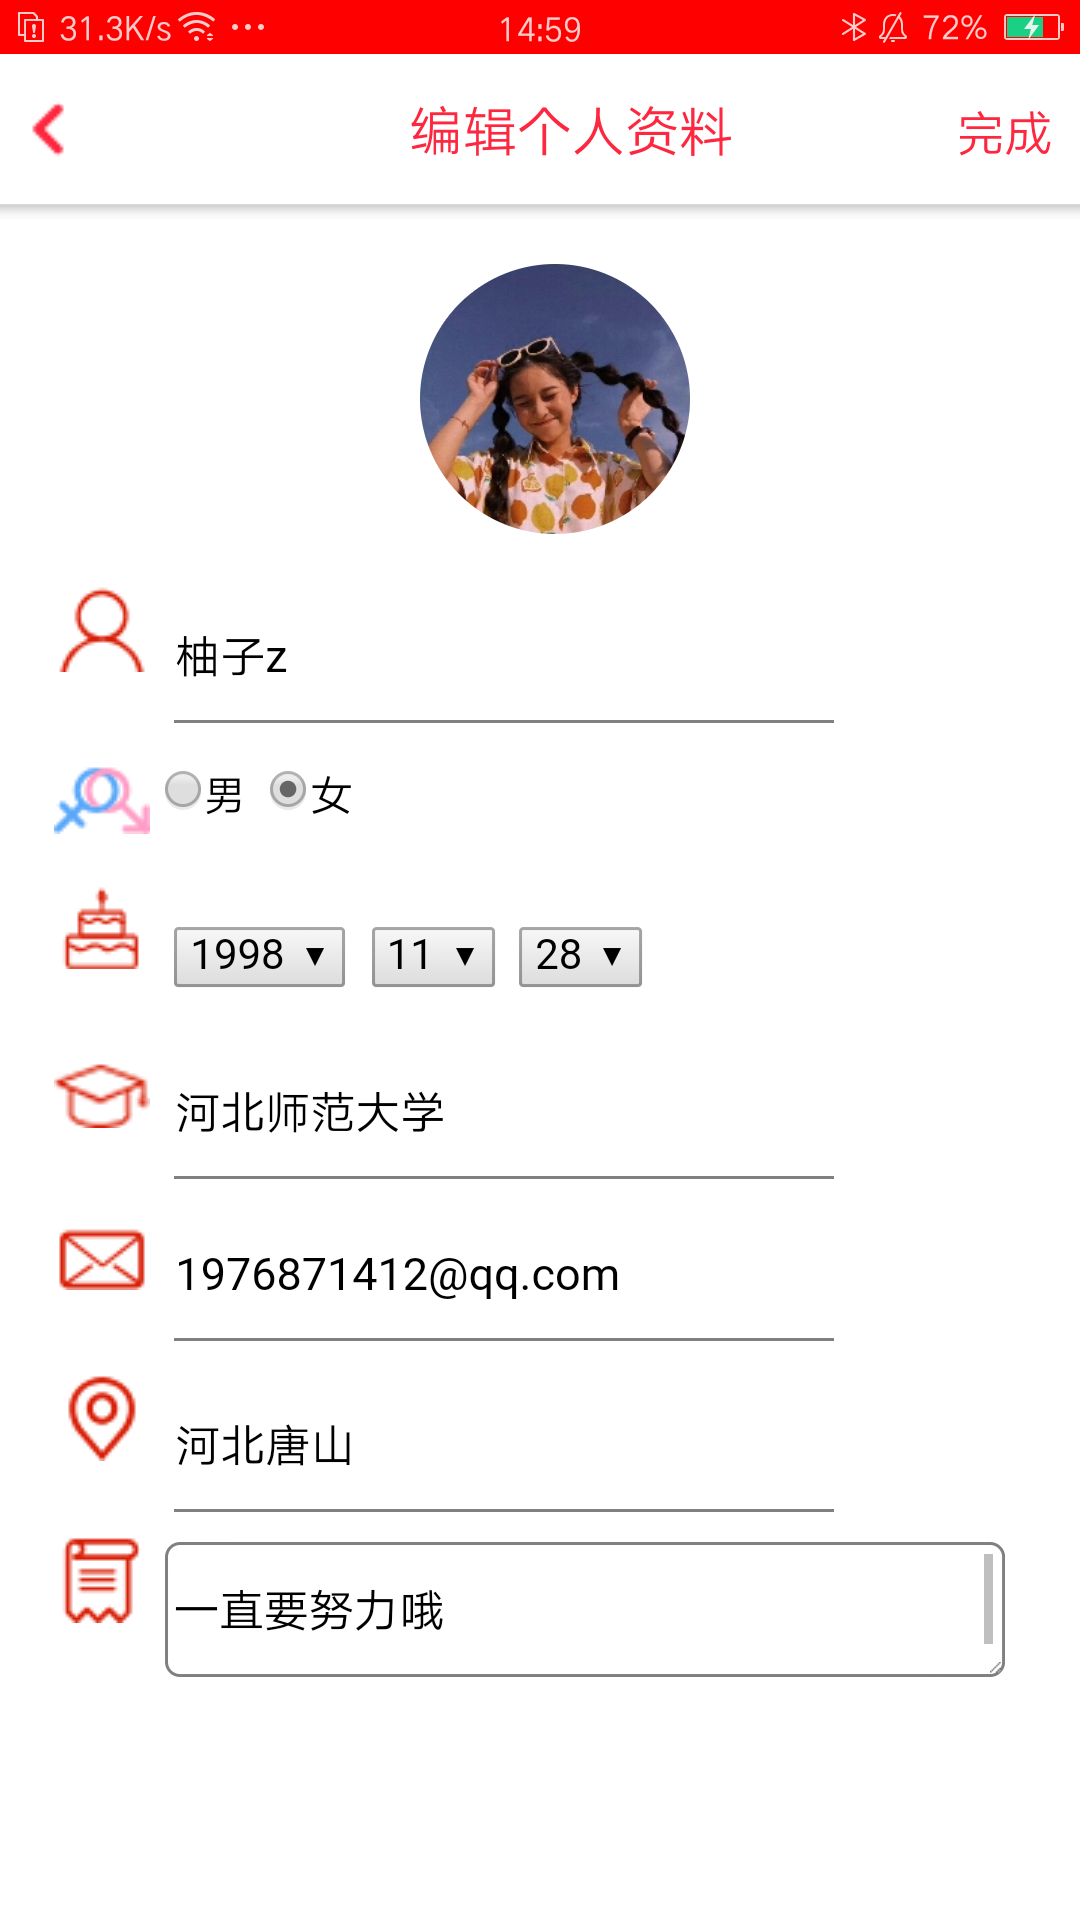 31.3K/s ... 14:59 72%
编辑个人资料 完成
柚子z
男 女
1998 ▼ 11 ▼ 28 ▼
河北师范大学
1976871412@qq.com
河北唐山
一直要努力哦